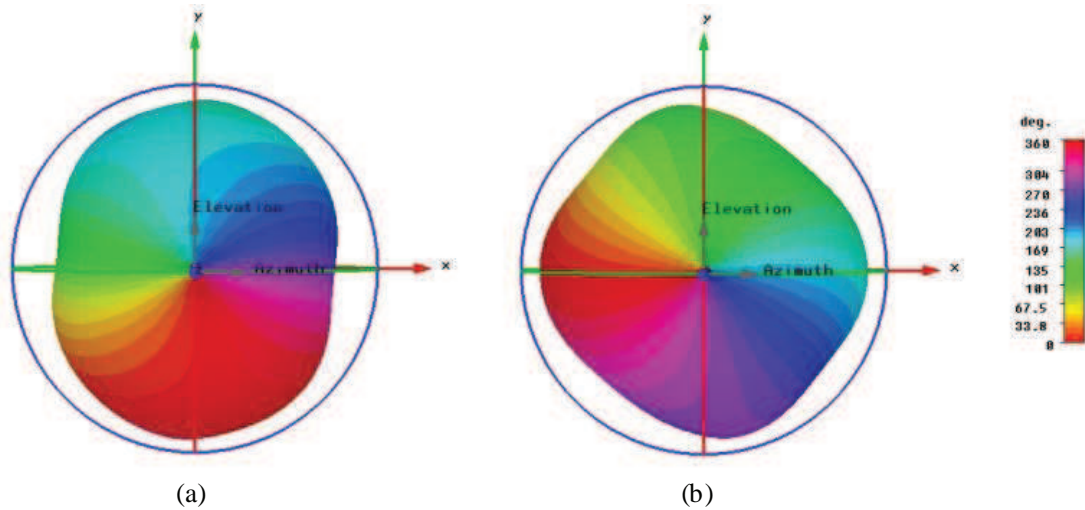 y
Elevation
z
Azimuth
x
(a)
y
Elevation
Azimuth
x
(b)
deg.
360
304
270
236
203
169
135
101
67.5
33.8
0